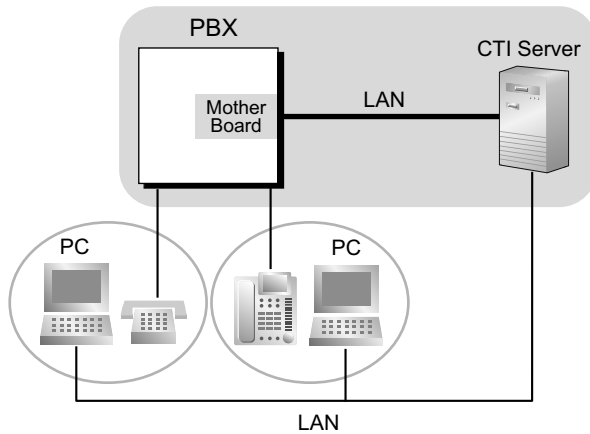 PBX
CTI Server
Mother
Board
LAN
PC
PC
LAN